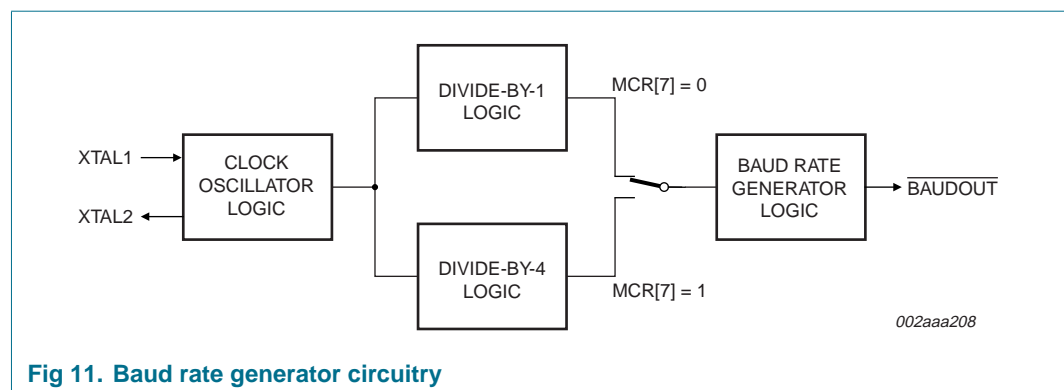 DIVIDE-BY-1
LOGIC
MCR[7] = 0
XTAL1
XTAL2
CLOCK
OSCILLATOR
LOGIC
BAUD RATE
GENERATOR
LOGIC
BAUDOUT
DIVIDE-BY-4
LOGIC
MCR[7] = 1
002aaa208
Fig 11. Baud rate generator circuitry